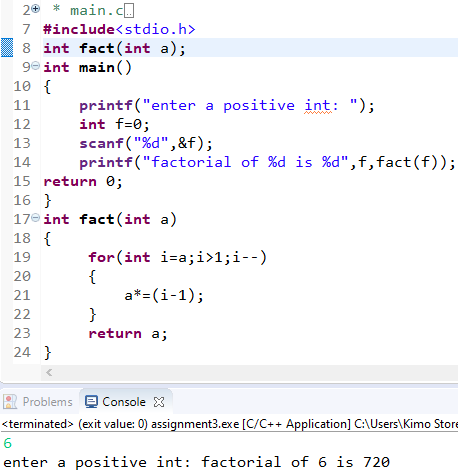 2 * main.c
7 #include<stdio.h>
8 int fact(int a);
9 int main()
10 {
11     printf("enter a positive int: ");
12     int f=0;
13     scanf("%d",&f);
14     printf("factorial of %d is %d",f,fact(f));
15 return 0;
16 }
17 int fact(int a)
18 {
19      for(int i=a;i>1;i--)
20      {
21          a*=(i-1);
22      }
23      return a;
24 }
Problems Console
<terminated> (exit value: 0) assignment3.exe [C/C++ Application] C:\Users\Kimo Store
6
enter a positive int: factorial of 6 is 720